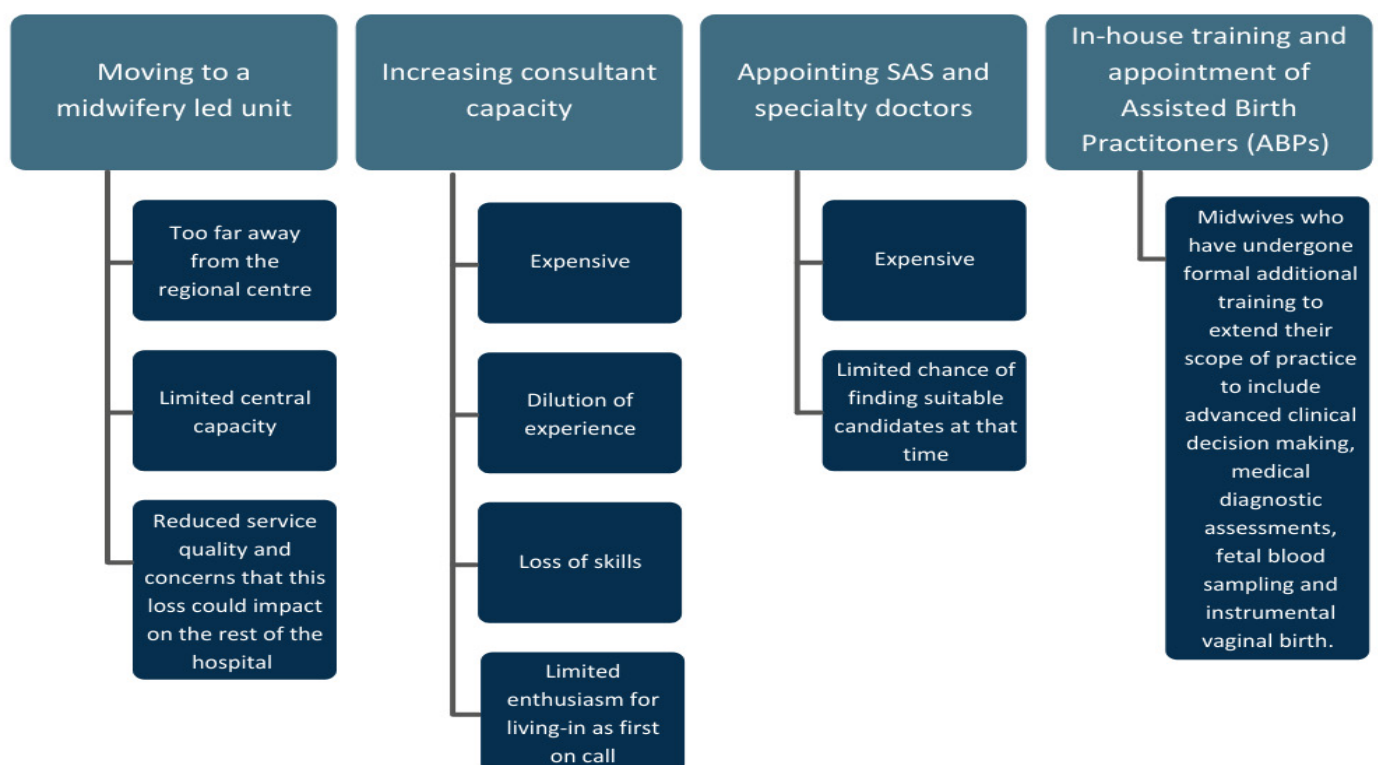 Moving to a
midwifery led unit
Too far away
from the
regional centre
Limited central
capacity
Reduced service
quality and
concerns that this
loss could impact
on the rest of the
hospital
Increasing consultant
capacity
Expensive
Dilution of
experience
Loss of skills
Limited
enthusiasm for
living-in as first
on call
Appointing SAS and
specialty doctors
Expensive
Limited chance of
finding suitable
candidates at that
time
In-house training and
appointment of
Assisted Birth
Practitoners (ABPs)
Midwives who
have undergone
formal additional
training to
extend their
scope of practice
to include
advanced clinical
decision making,
medical
diagnostic
assessments,
fetal blood
sampling and
instrumental
vaginal birth.